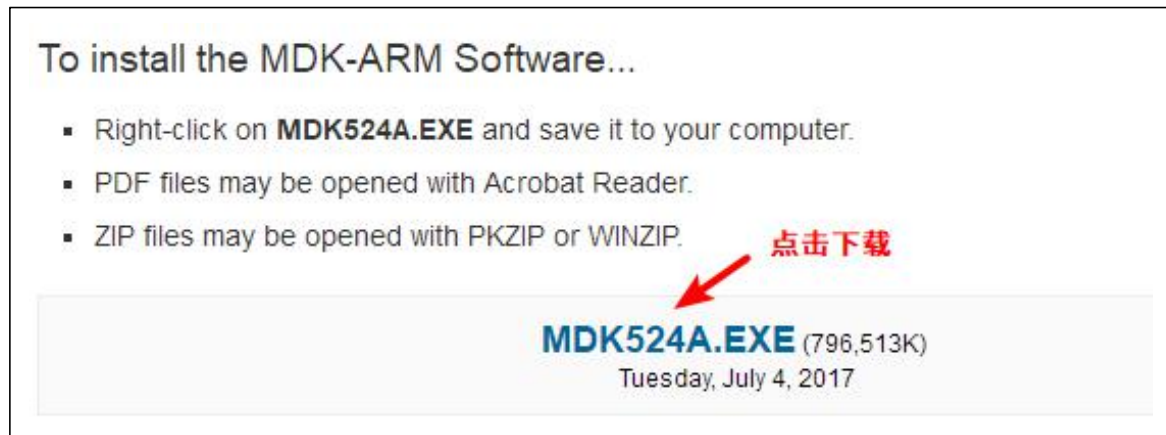 To install the MDK-ARM Software...
▪ Right-click on MDK524A.EXE and save it to your computer.
▪ PDF files may be opened with Acrobat Reader.
▪ ZIP files may be opened with PKZIP or WINZIP.
点击下载
MDK524A.EXE (796,513K)
Tuesday, July 4, 2017